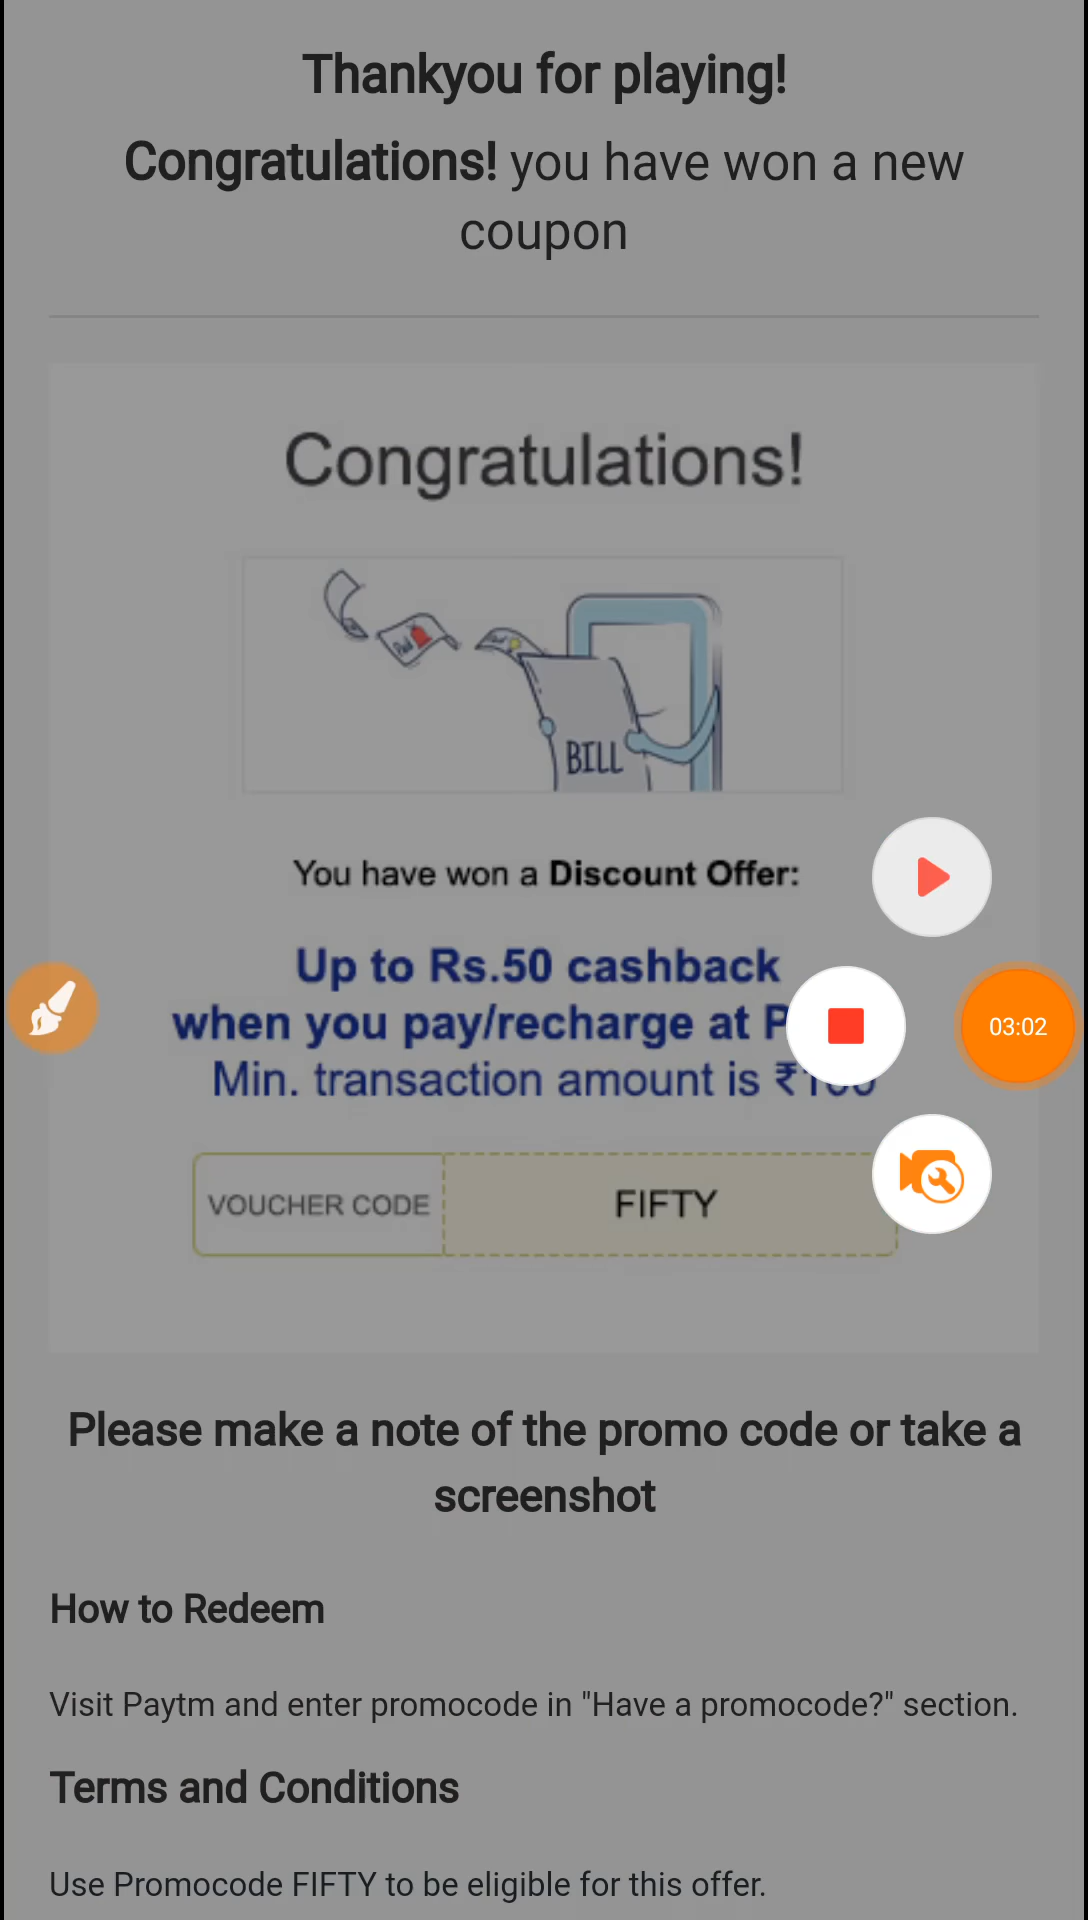 Thankyou for playing!
Congratulations! you have won a new
coupon
Congratulations!
Paid
BILL
You have won a Discount Offer:
Up to Rs.50 cashback
when you pay/recharge at
Min. transaction amount is
VOUCHER CODE
FIFTY
03:02
Please make a note of the promo code or take a
screenshot
How to Redeem
Visit Paytm and enter promocode in "Have a promocode?" section.
Terms and Conditions
Use Promocode FIFTY to be eligible for this offer.